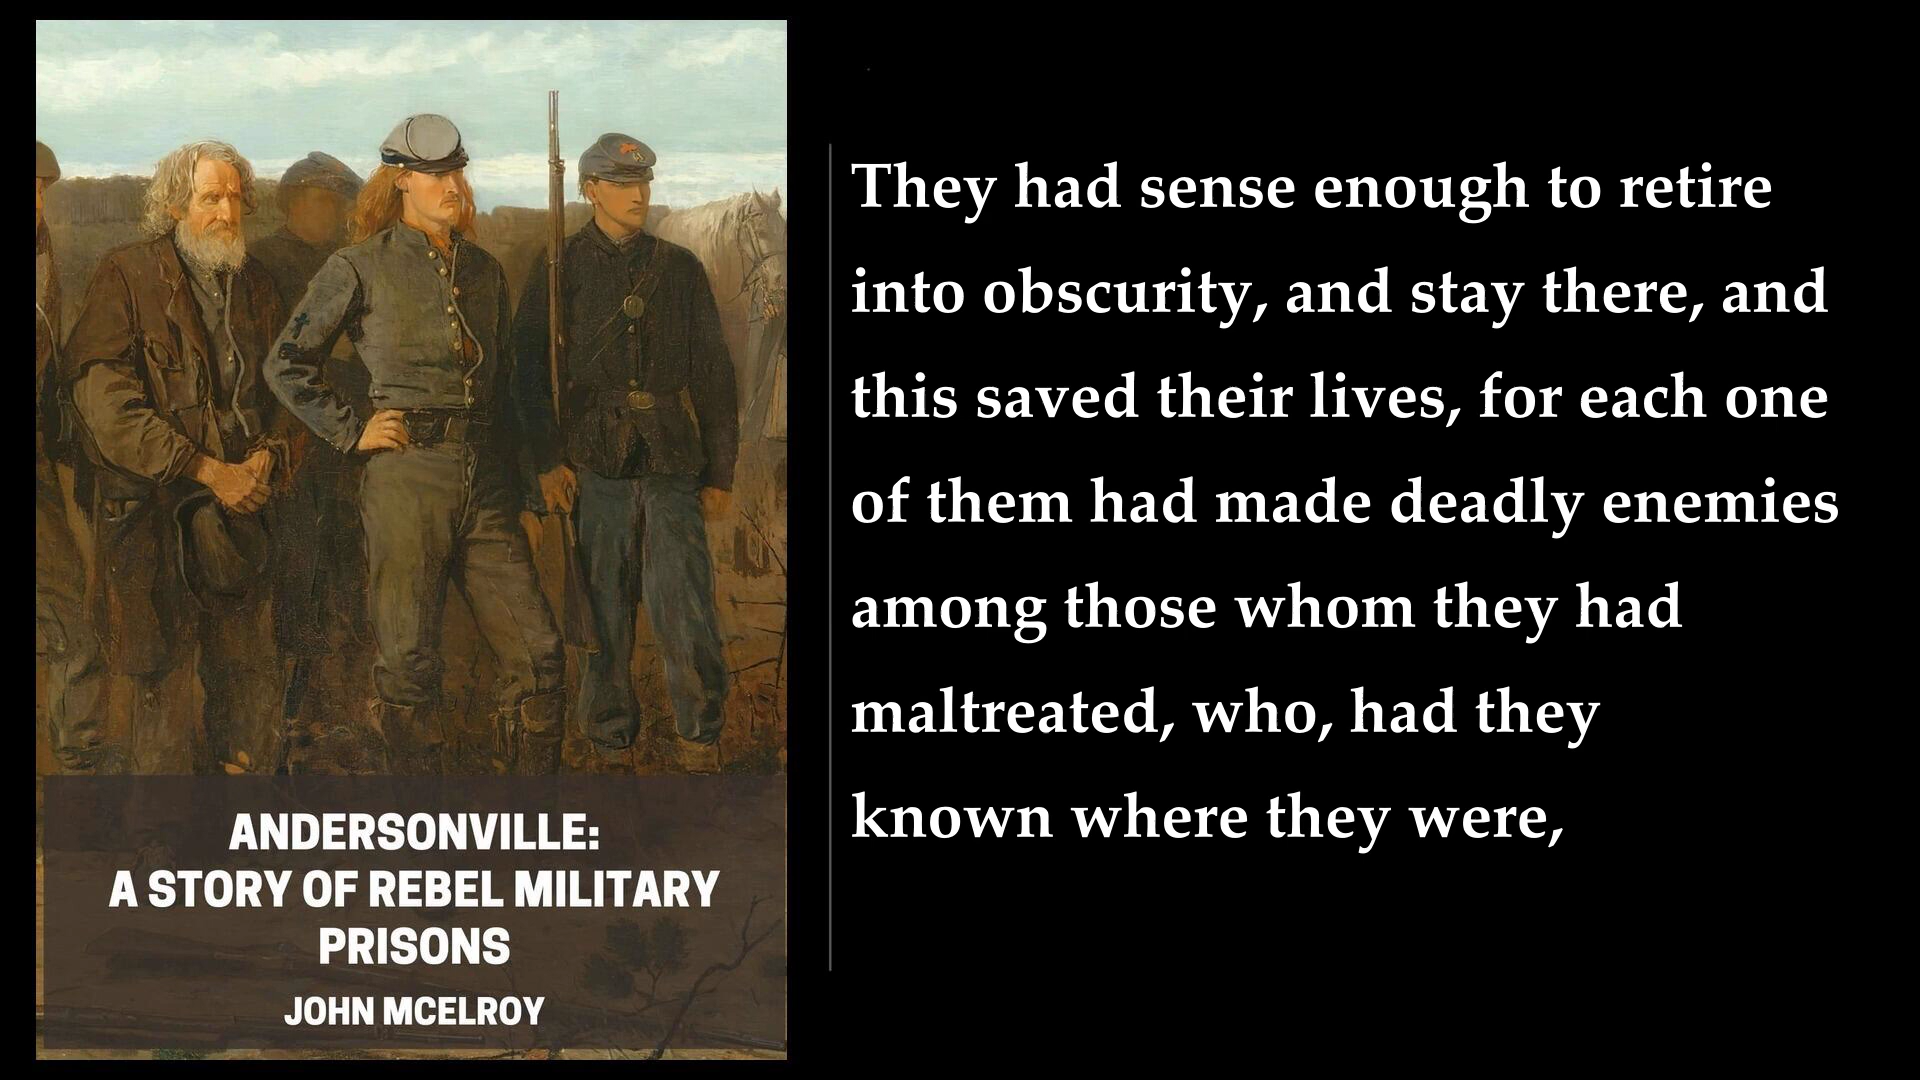 ANDERSONVILLE:
A STORY OF REBEL MILITARY
PRISONS
JOHN MCELROY
They had sense enough to retire
into obscurity, and stay there, and
this saved their lives, for each one
of them had made deadly enemies
among those whom they had
maltreated, who, had they
known where they were,